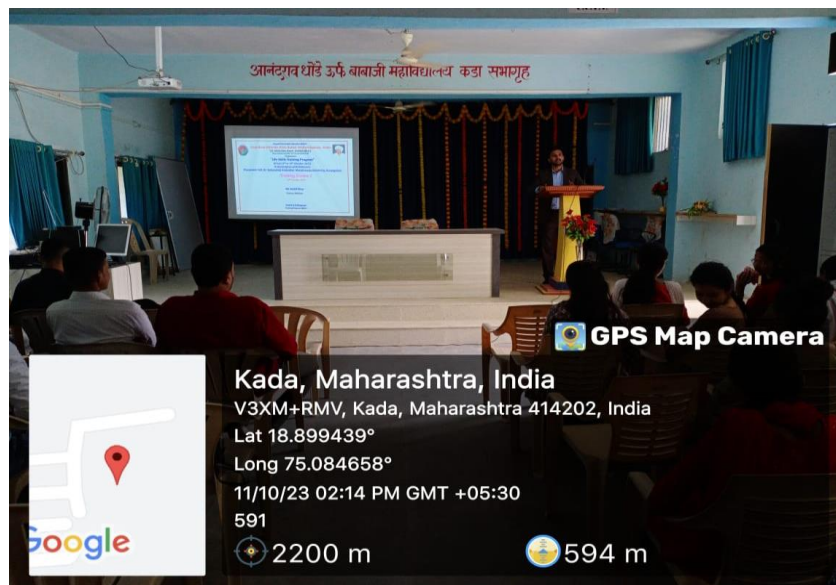 आनंदराव धोंडे ऊर्फ बाबाजी महाविद्यालय कडा सभागृह
GPS Map Camera
Kada, Maharashtra, India
V3XM+RMV, Kada, Maharashtra 414202, India
Lat 18.899439°
Long 75.084658°
11/10/23 02:14 PM GMT +05:30
591
2200 m
594 m
Google